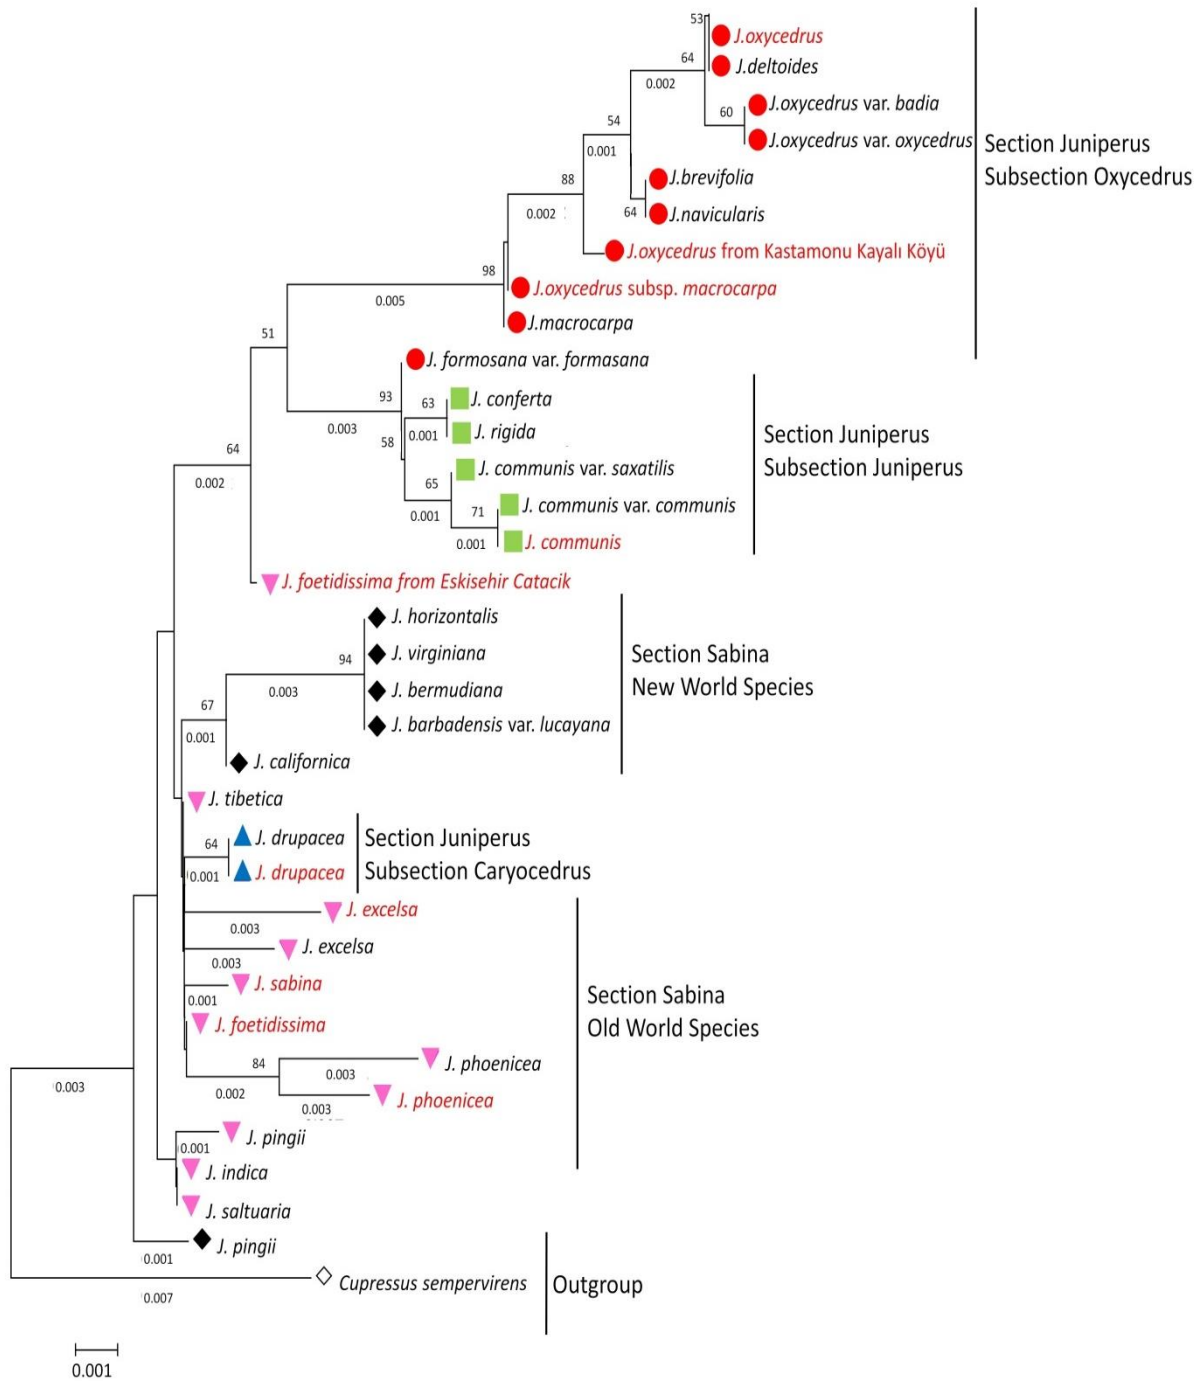 53
J.oxycedrus
64
J.deltoides
0.002
J.oxycedrus var. badia
60
54
J.oxycedrus var. oxycedrus
Section Juniperus
Subsection Oxycedrus
0.001
88
J.brevifolia
0.002
64
J.navicularis
J.oxycedrus from Kastamonu Kayalı Köyü
98
J.oxycedrus subsp. macrocarpa
0.005
J.macrocarpa
51
J. formosana var. formasana
93
63
J. conferta
0.003
58
0.001
J. rigida
Section Juniperus
Subsection Juniperus
64
J. communis var. saxatilis
65
0.002
0.001
71
J. communis var. communis
0.001
J. communis
J. foetidissima from Eskisehir Catacik
J. horizontalis
94
J. virginiana
Section Sabina
New World Species
0.003
J. bermudiana
67
J. barbadensis var. lucayana
0.001
J. californica
J. tibetica
64
J. drupacea
Section Juniperus
Subsection Caryocedrus
0.001
J. drupacea
J. excelsa
0.003
J. excelsa
0.003
J. sabina
0.001
Section Sabina
Old World Species
J. foetidissima
84
J. phoenicea
0.003
0.003
0.002
J. phoenicea
0.003
J. pingii
0.001
J. indica
J. saltuaria
J. pingii
0.001
Cupressus sempervirens
Outgroup
0.007
0.001